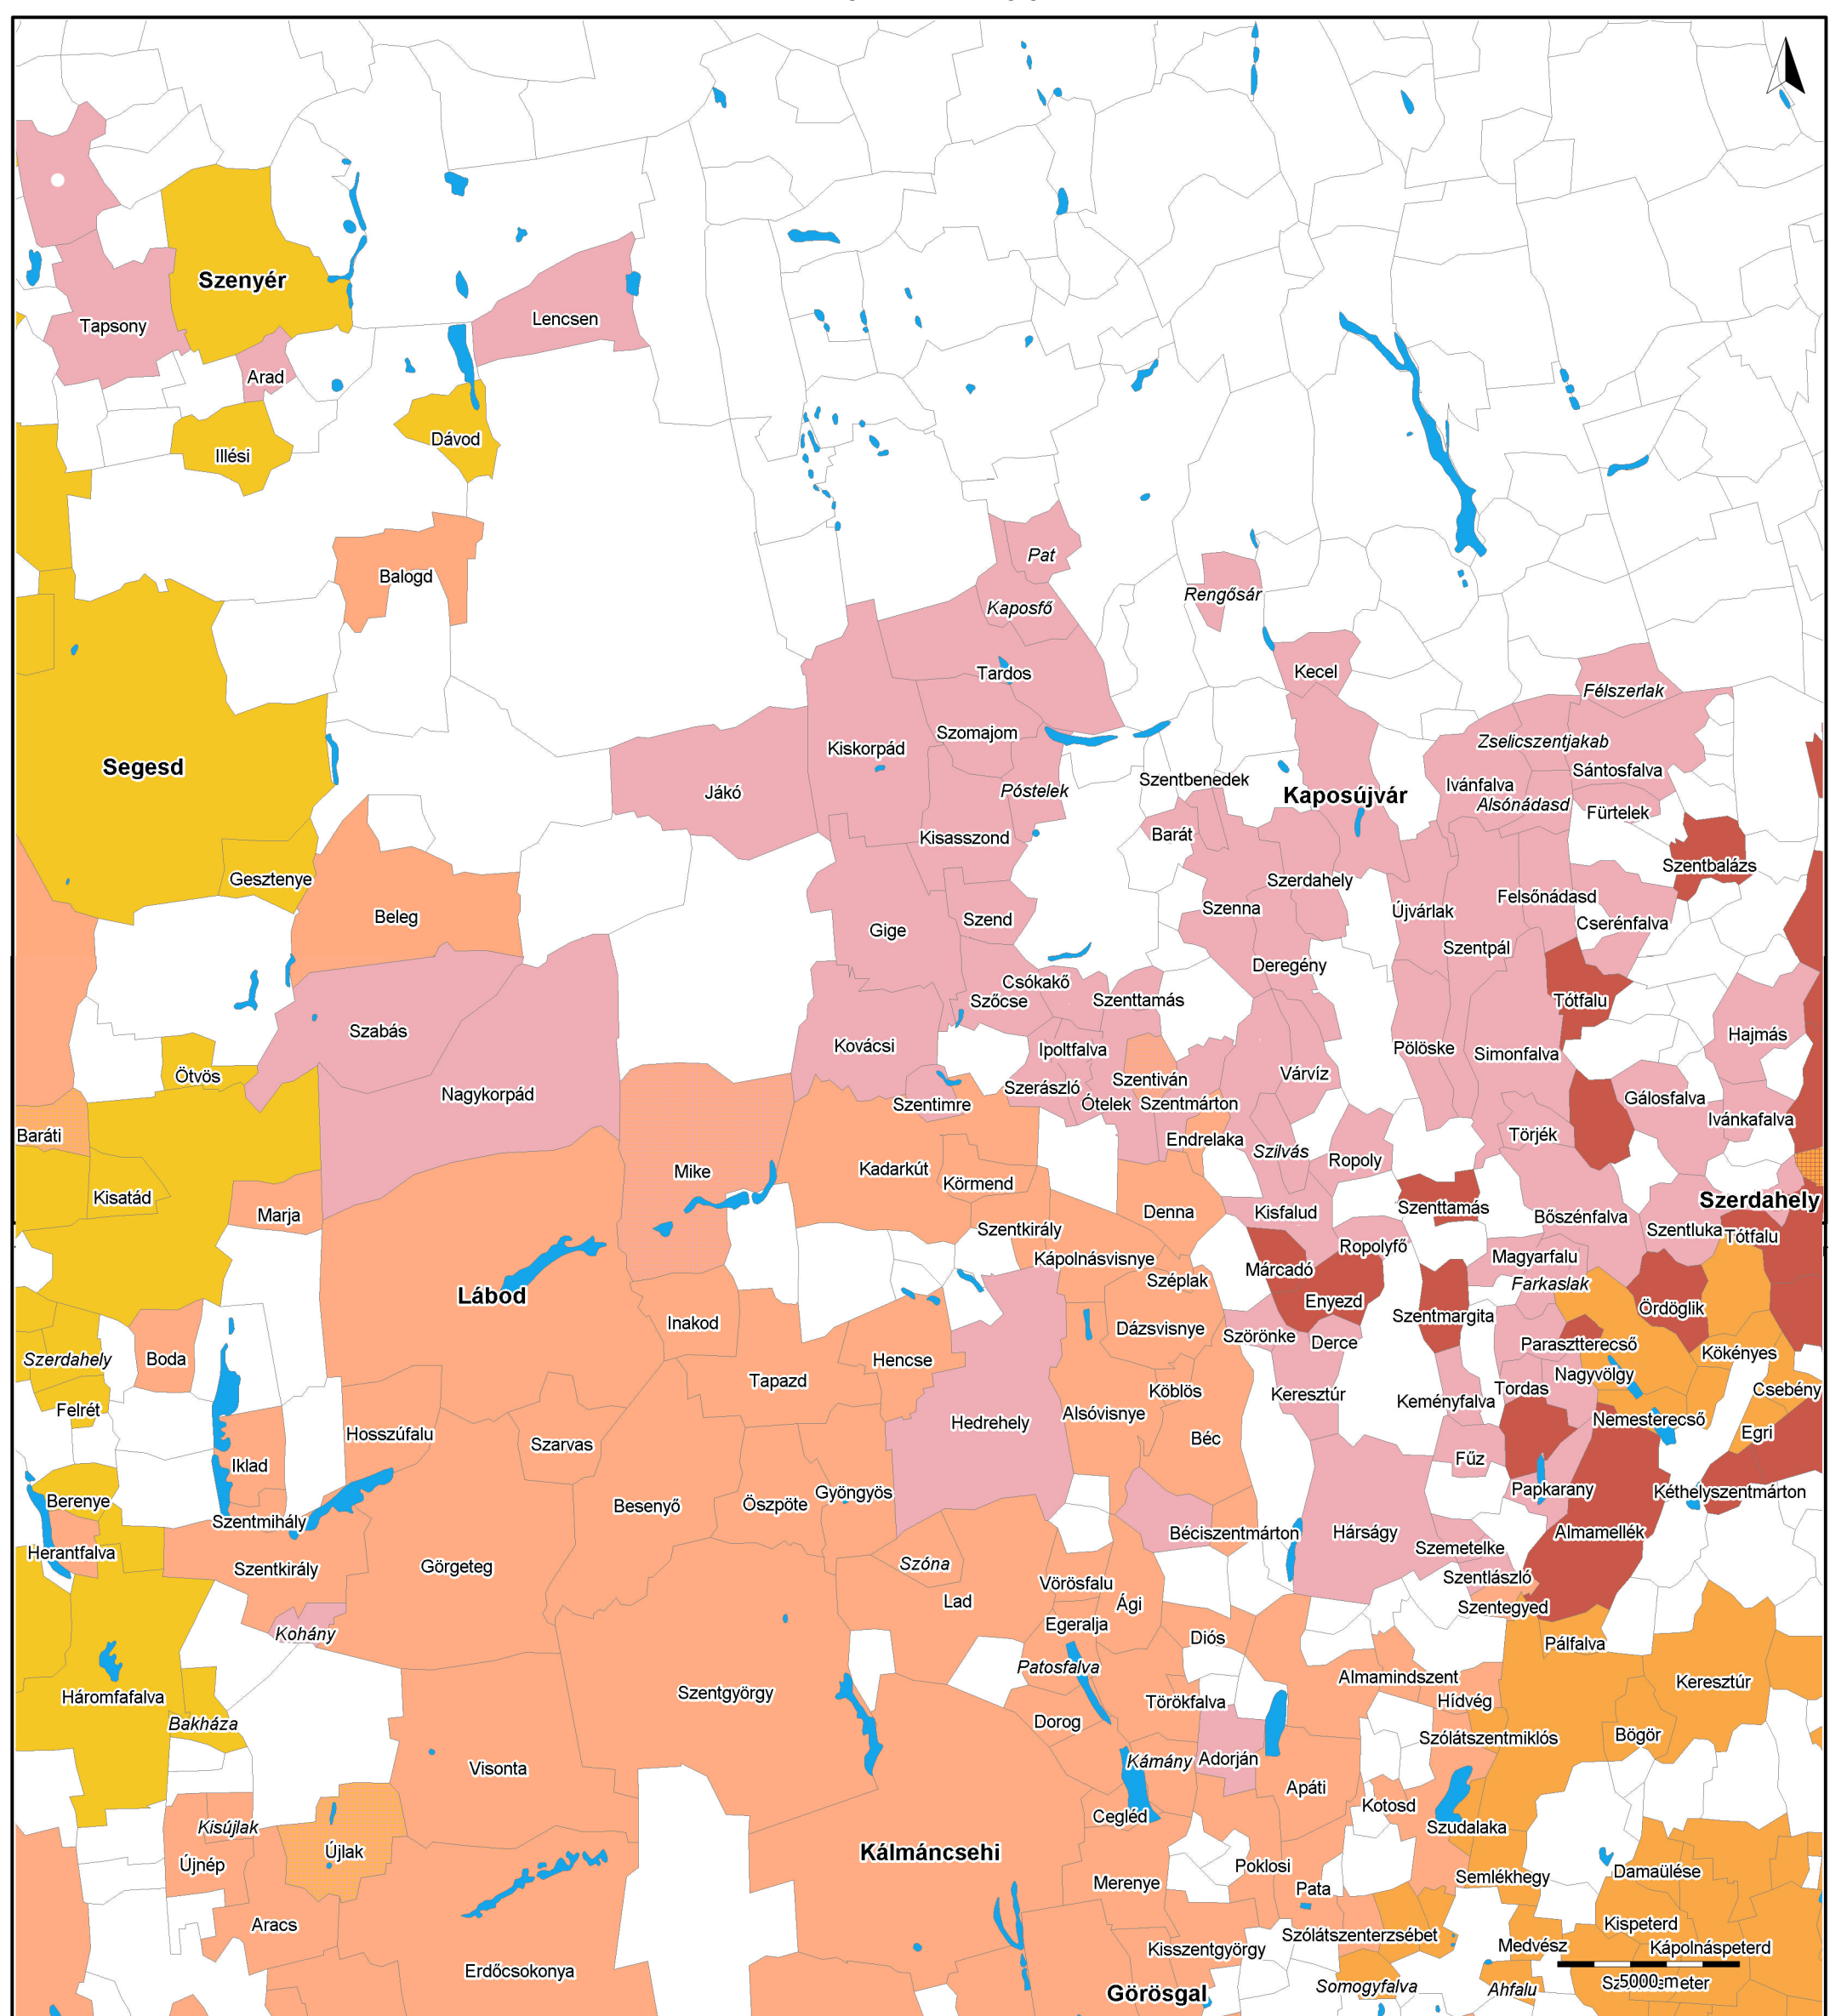 Szenyér
Tapsony
Lencsen
Arad
Dávod
Illési
Pat
Balogd
Rengősár
Kaposfő
Kecel
Tardos
Félszerlak
Szomajom
Zselicszentjakab
Kiskorpád
Segesd
Sántosfalva
Szentbenedek
Ivánfalva
Jákó
Póstelek
Kaposújvár
Alsónádasd
Fürtelek
Barát
Kisasszond
Szentbalázs
Gesztenye
Szerdahely
Felsőnádasd
Beleg
Szenna
Újvárlak
Szend
Cserénfalva
Gige
Szentpál
Deregény
Csókakő
Szőcse
Szenttamás
Tótfalu
Szabás
Hajmás
Kovácsi
Ipoltfalva
Pölöske
Simonfalva
Várvíz
Ötvös
Szentiván
Szerászló
Nagykorpád
Gálosfalva
Szentimre
Ótelek
Szentmárton
Ivánkafalva
Baráti
Törjék
Endrelaka
Szilvás
Ropoly
Mike
Kadarkút
Körmend
Kisatád
Szerdahely
Szenttamás
Marja
Denna
Kisfalud
Bőszénfalva
Szentkirály
Szentluka
Tótfalu
Ropolyfő
Kápolnásvisnye
Magyarfalu
Márcadó
Széplak
Farkaslak
Lábod
Enyezd
Ördöglik
Szentmargita
Inakod
Dázsvisnye
Szörönke
Derce
Parasztterecső
Kökényes
Szerdahely
Boda
Hencse
Nagyvölgy
Tapazd
Tordas
Csebény
Köblös
Keresztúr
Keményfalva
Felrét
Alsóvisnye
Hedrehely
Nemesterecső
Hosszúfalu
Egri
Béc
Szarvas
Fűz
Iklad
Papkarany
Kéthelyszentmárton
Gyöngyös
Berenye
Öszpöte
Besenyő
Szentmihály
Béciszentmárton
Hárságy
Almamellék
Szemetelke
Herantfalva
Szóna
Görgeteg
Szentkirály
Szentlászló
Vörösfalu
Lad
Ági
Szentegyed
Egeralja
Kohány
Diós
Pálfalva
Patosfalva
Almamindszent
Keresztúr
Szentgyörgy
Háromfafalva
Törökfalva
Hídvég
Dorog
Bakháza
Bögör
Szólátszentmiklós
Kámány
Adorján
Visonta
Apáti
Kotosd
Cegléd
Kisújlak
Szudalaka
Újlak
Kálmáncsehi
Újnép
Poklosi
Damaülése
Semlékhegy
Merenye
Pata
Aracs
Kispeterd
Szólátszenterzsébet
Medvész
Kápolnáspeterd
Kisszentgyörgy
Erdőcsokonya
Somogyfalva
Ahfalu
5000 m
Görösgal